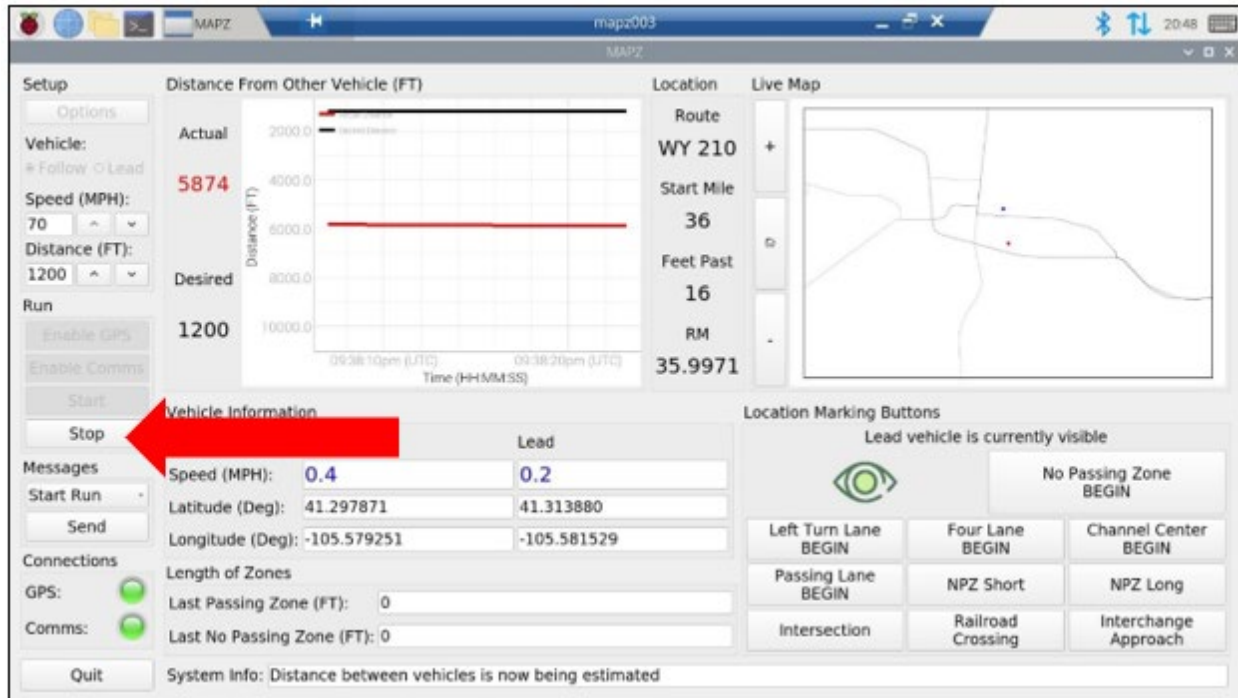 MAPZ
mapz003
20:48
MAPZ
Setup
Options
Vehicle:
Follow Lead
Speed (MPH):
70
Distance (FT):
1200
Run
Enable GPS
Enable Comms
Start
Stop
Messages
Start Run
Send
Connections
GPS:
Comms:
Quit
Distance From Other Vehicle (FT)
Actual
5874
Desired
1200
Distance (FT)
2000.0
4000.0
6000.0
8000.0
10000.0
09:38:10pm (UTC) 09:38:20pm (UTC)
Time (HH:MM:SS)
Location
Route
WY 210
Start Mile
36
Feet Past
16
RM
35.9971
Live Map
+
-
Vehicle Information
Lead
Speed (MPH): 0.4 0.2
Latitude (Deg): 41.297871 41.313880
Longitude (Deg): -105.579251 -105.581529
Length of Zones
Last Passing Zone (FT): 0
Last No Passing Zone (FT): 0
Location Marking Buttons
Lead vehicle is currently visible
No Passing Zone
BEGIN
Left Turn Lane
BEGIN
Four Lane
BEGIN
Channel Center
BEGIN
Passing Lane
BEGIN
NPZ Short
NPZ Long
Intersection
Railroad
Crossing
Interchange
Approach
System Info: Distance between vehicles is now being estimated